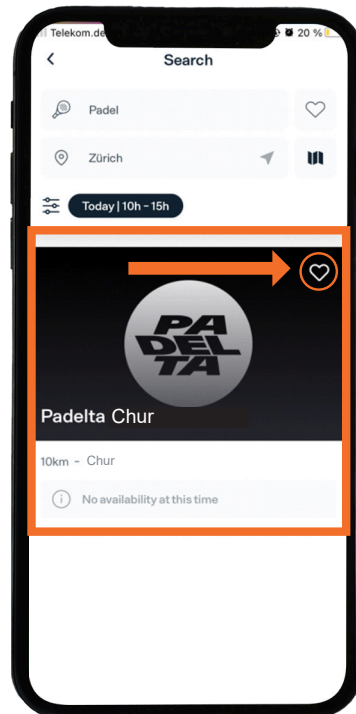 Telekom.de 20 %
Search
Padel
Zürich
Today | 10h - 15h
PA
DEL
TA
Padelta Chur
10km - Chur
No availability at this time